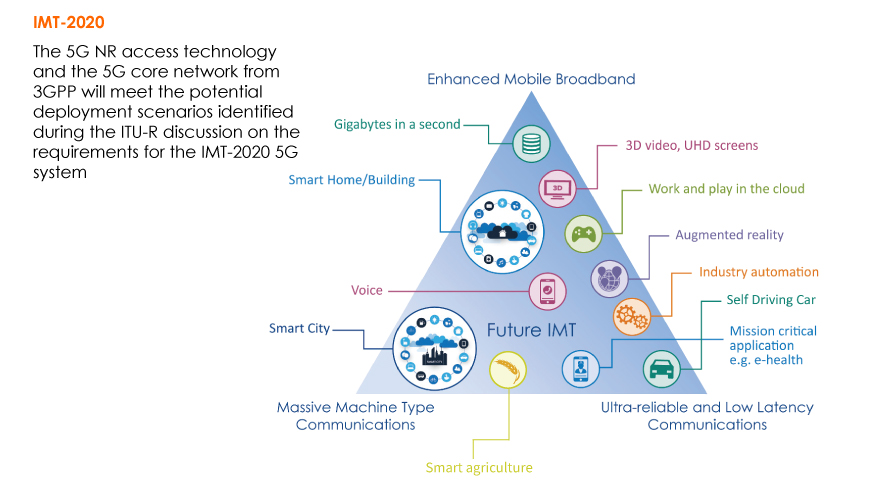 IMT-2020
The 5G NR access technology
and the 5G core network from
3GPP will meet the potential
deployment scenarios identified
during the ITU-R discussion on the
requirements for the IMT-2020 5G
system
Enhanced Mobile Broadband
Gigabytes in a second
3D video, UHD screens
3D
Smart Home/Building
Work and play in the cloud
Augmented reality
Industry automation
Voice
Self Driving Car
Smart City
Future IMT
Mission critical
application
e.g. e-health
Massive Machine Type
Communications
Ultra-reliable and Low Latency
Communications
Smart agriculture